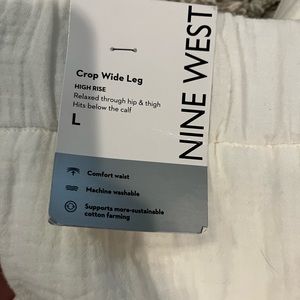 NINE WEST
Crop Wide Leg
HIGH RISE
Relaxed through hip & thigh
Hits below the calf
L
Comfort waist
Machine washable
Supports more-sustainable
cotton farming